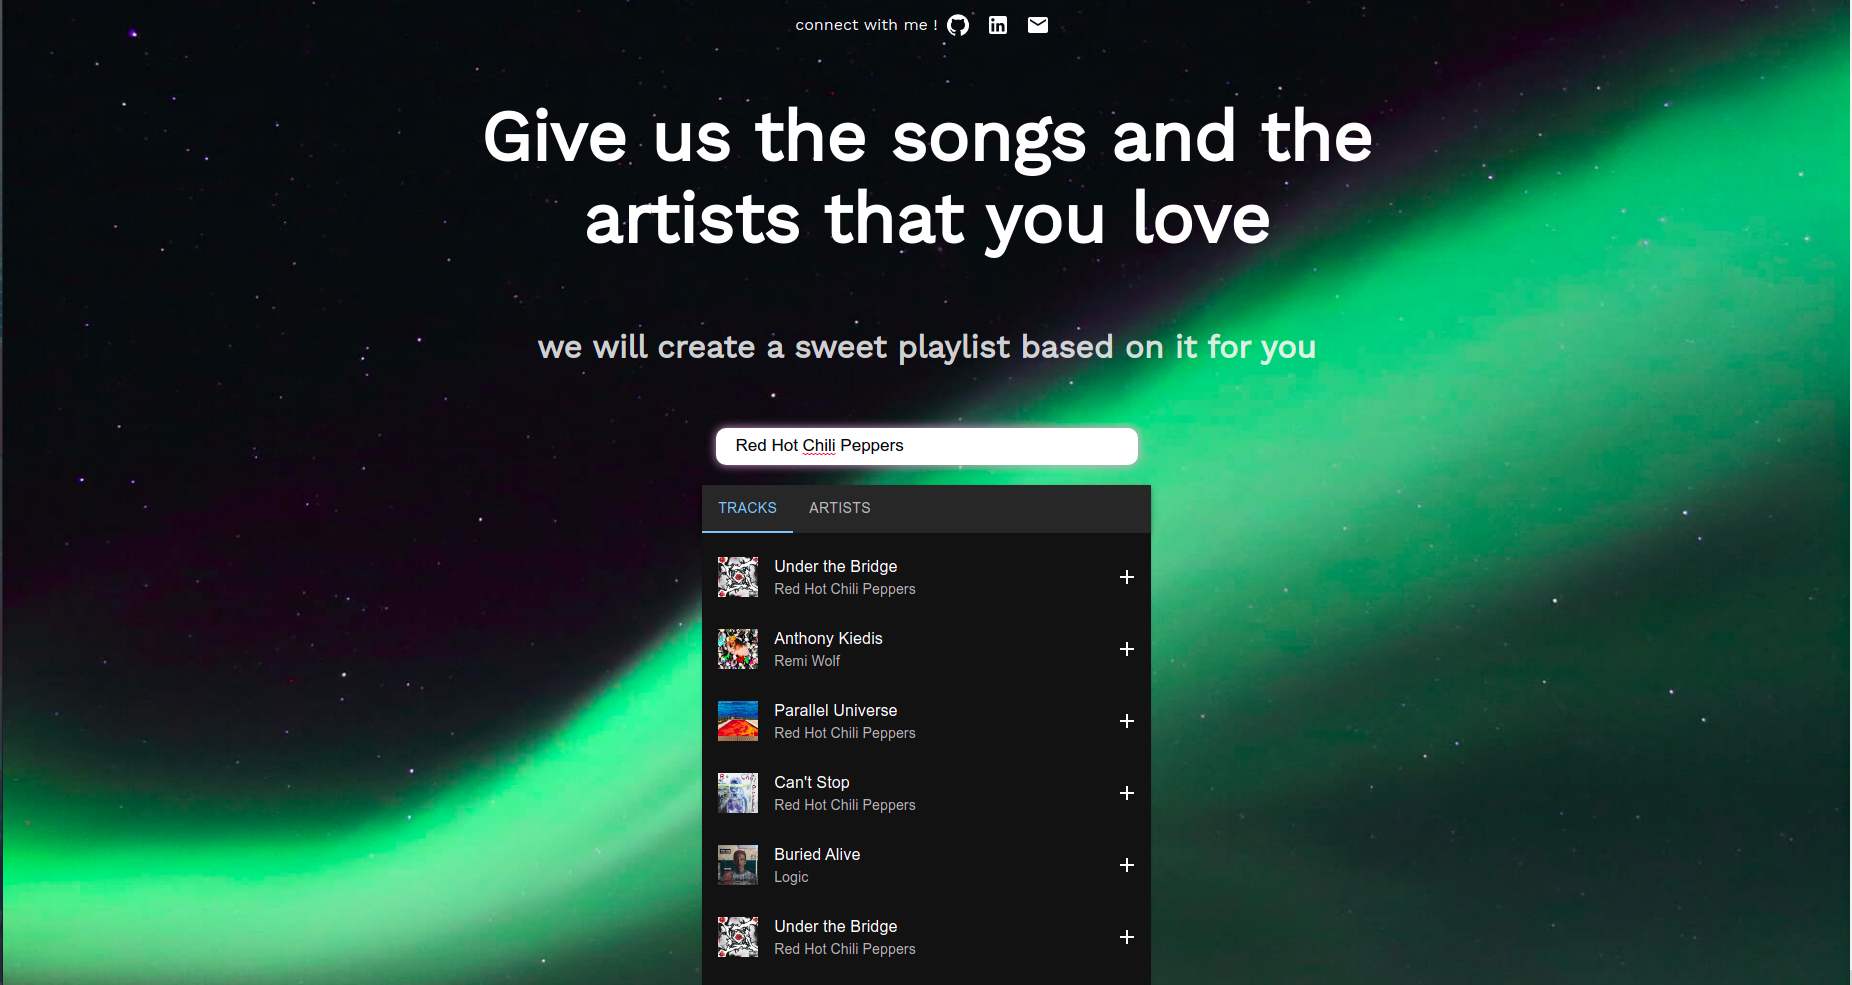 connect with me !
Give us the songs and the
artists that you love
we will create a sweet playlist based on it for you
Red Hot Chili Peppers
TRACKS ARTISTS
Under the Bridge
Red Hot Chili Peppers
Anthony Kiedis
Remi Wolf
Parallel Universe
Red Hot Chili Peppers
Can't Stop
Red Hot Chili Peppers
Buried Alive
Logic
Under the Bridge
Red Hot Chili Peppers